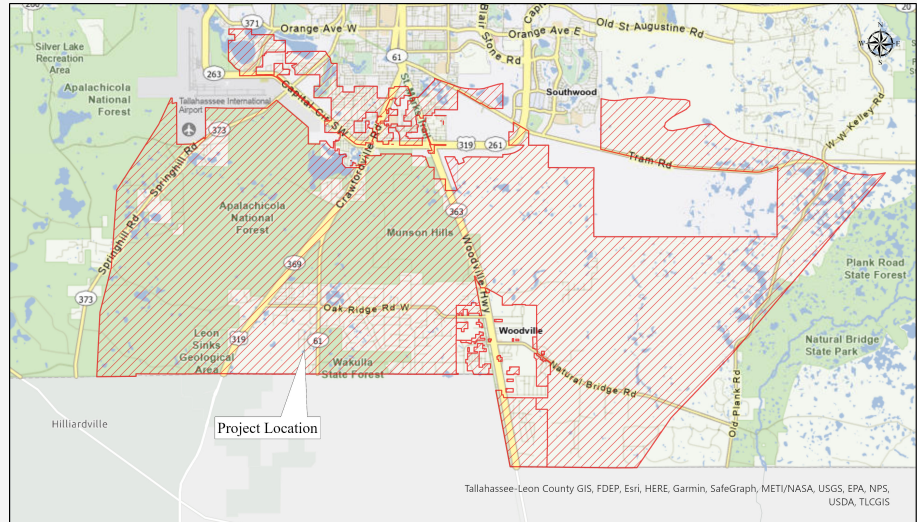 371
Orange Ave W
Old St Augustine Rd
20
Silver Lake
Recreation
Area
61
Blair Stone Rd
Orange Ave E
N
W
E
S
263
Apalachicola
National
Forest
Capital Cir SW
Southwood
Tallahasssee International
Airport
373
319
261
Tram Rd
W W Kelley Rd
Springhill Rd
Crawfordville Rd
363
Apalachicola
National
Forest
Munson Hills
Woodville Hwy
Springhill Rd
369
Plank Road
State Forest
373
Oak Ridge Rd W
Leon
Sinks
Geological
Area
319
61
Woodville
Natural Bridge
State Park
Wakulla
State Forest
Natural Bridge Rd
Old Plank Rd
Hilliardville
Project Location
Tallahassee-Leon County GIS, FDEP, Esri, HERE, Garmin, SafeGraph, METI/NASA, USGS, EPA, NPS,
USDA, TLCGIS